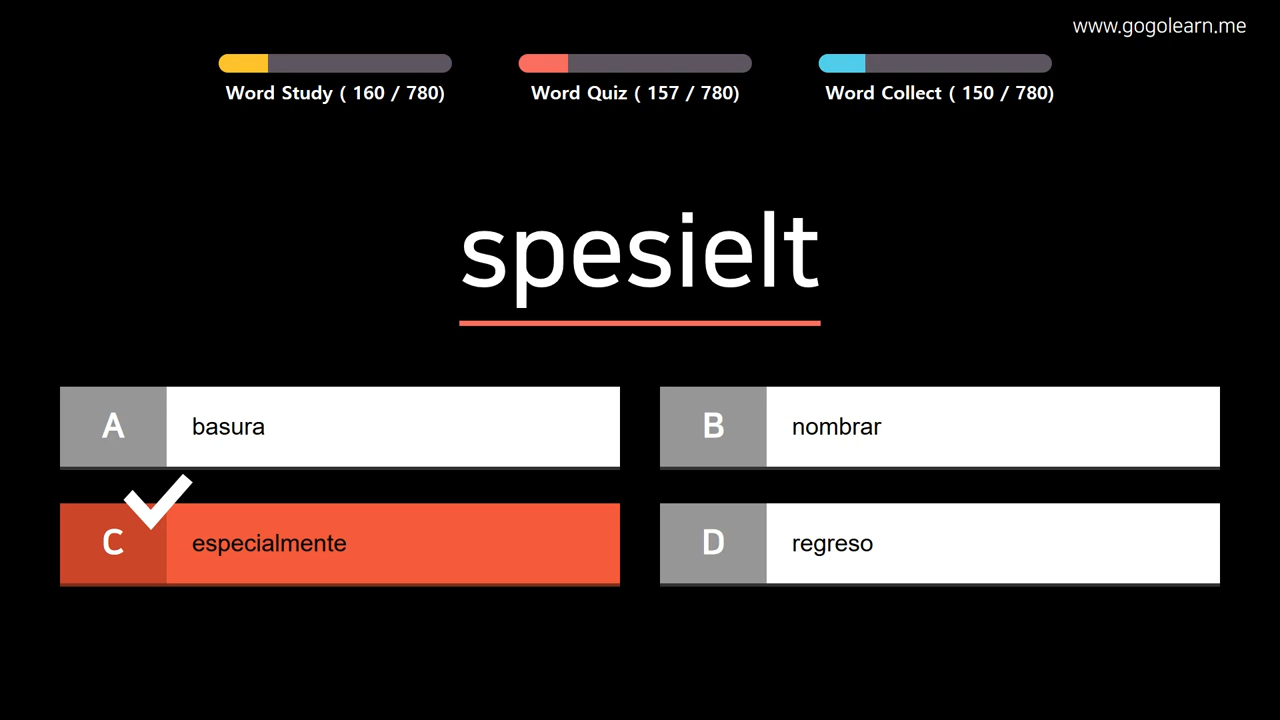 www.gogolearn.me
Word Study ( 160 / 780)
Word Quiz ( 157 / 780)
Word Collect ( 150 / 780)
spesielt
A basura
B nombrar
C especialmente
D regreso